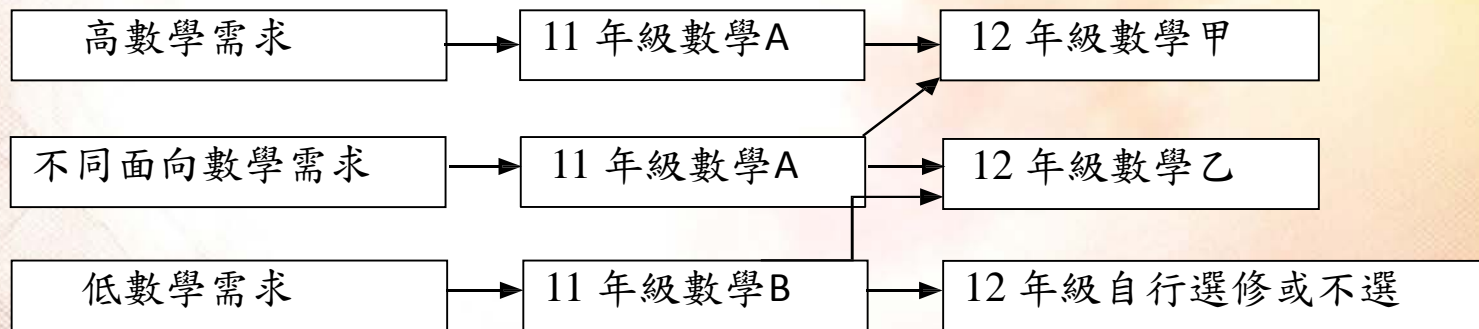 高數學需求
11 年級數學A
12 年級數學甲
不同面向數學需求
11 年級數學A
12 年級數學乙
低數學需求
11 年級數學B
12 年級自行選修或不選